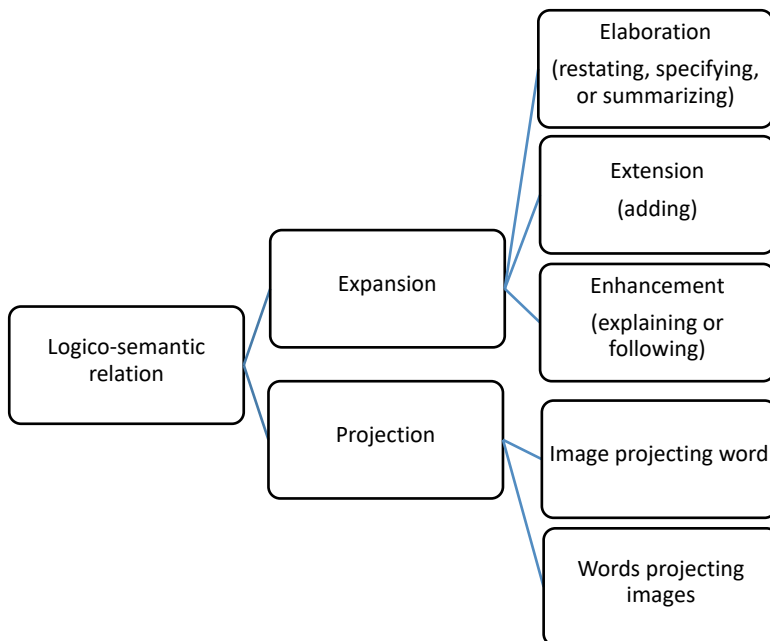 Elaboration
(restating, specifying,
or summarizing)
Extension
(adding)
Expansion
Enhancement
(explaining or
following)
Logico-semantic
relation
Projection
Image projecting word
Words projecting
images